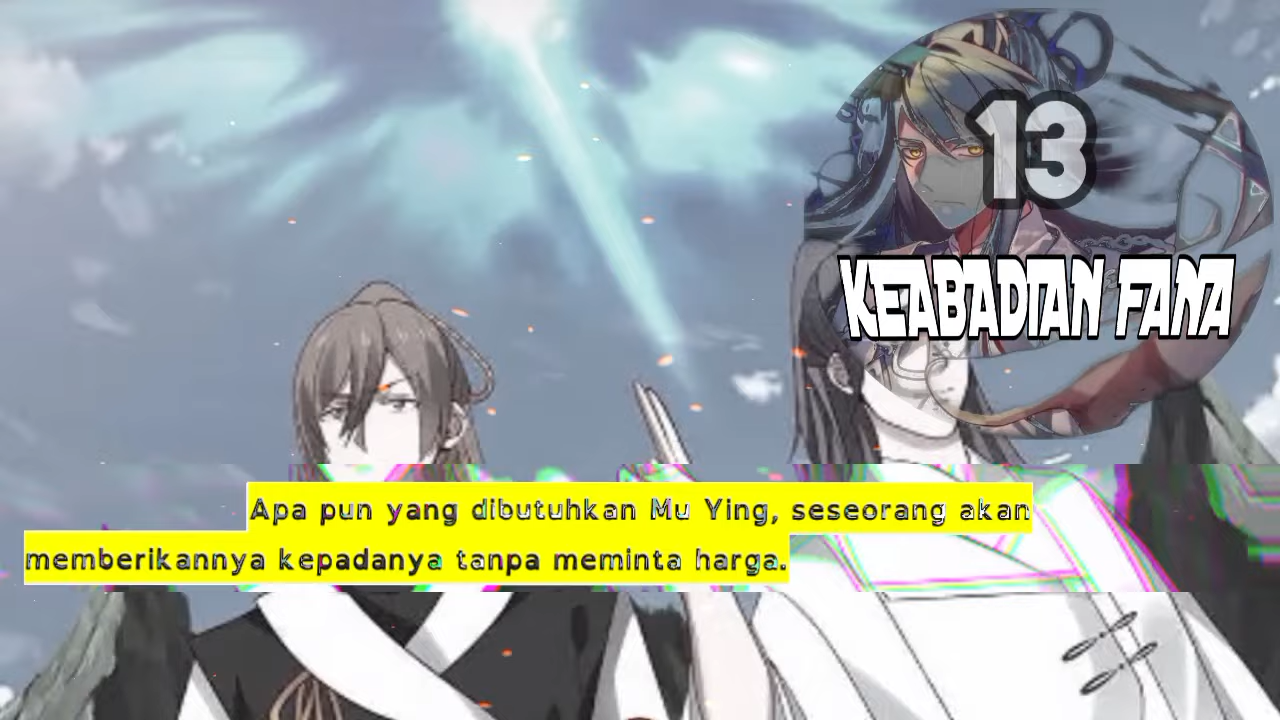 13
KEABADIAN FANA
Apa pun yang dibutuhkan Mu Ying, seseorang akan
memberikannya kepadanya tanpa meminta harga.